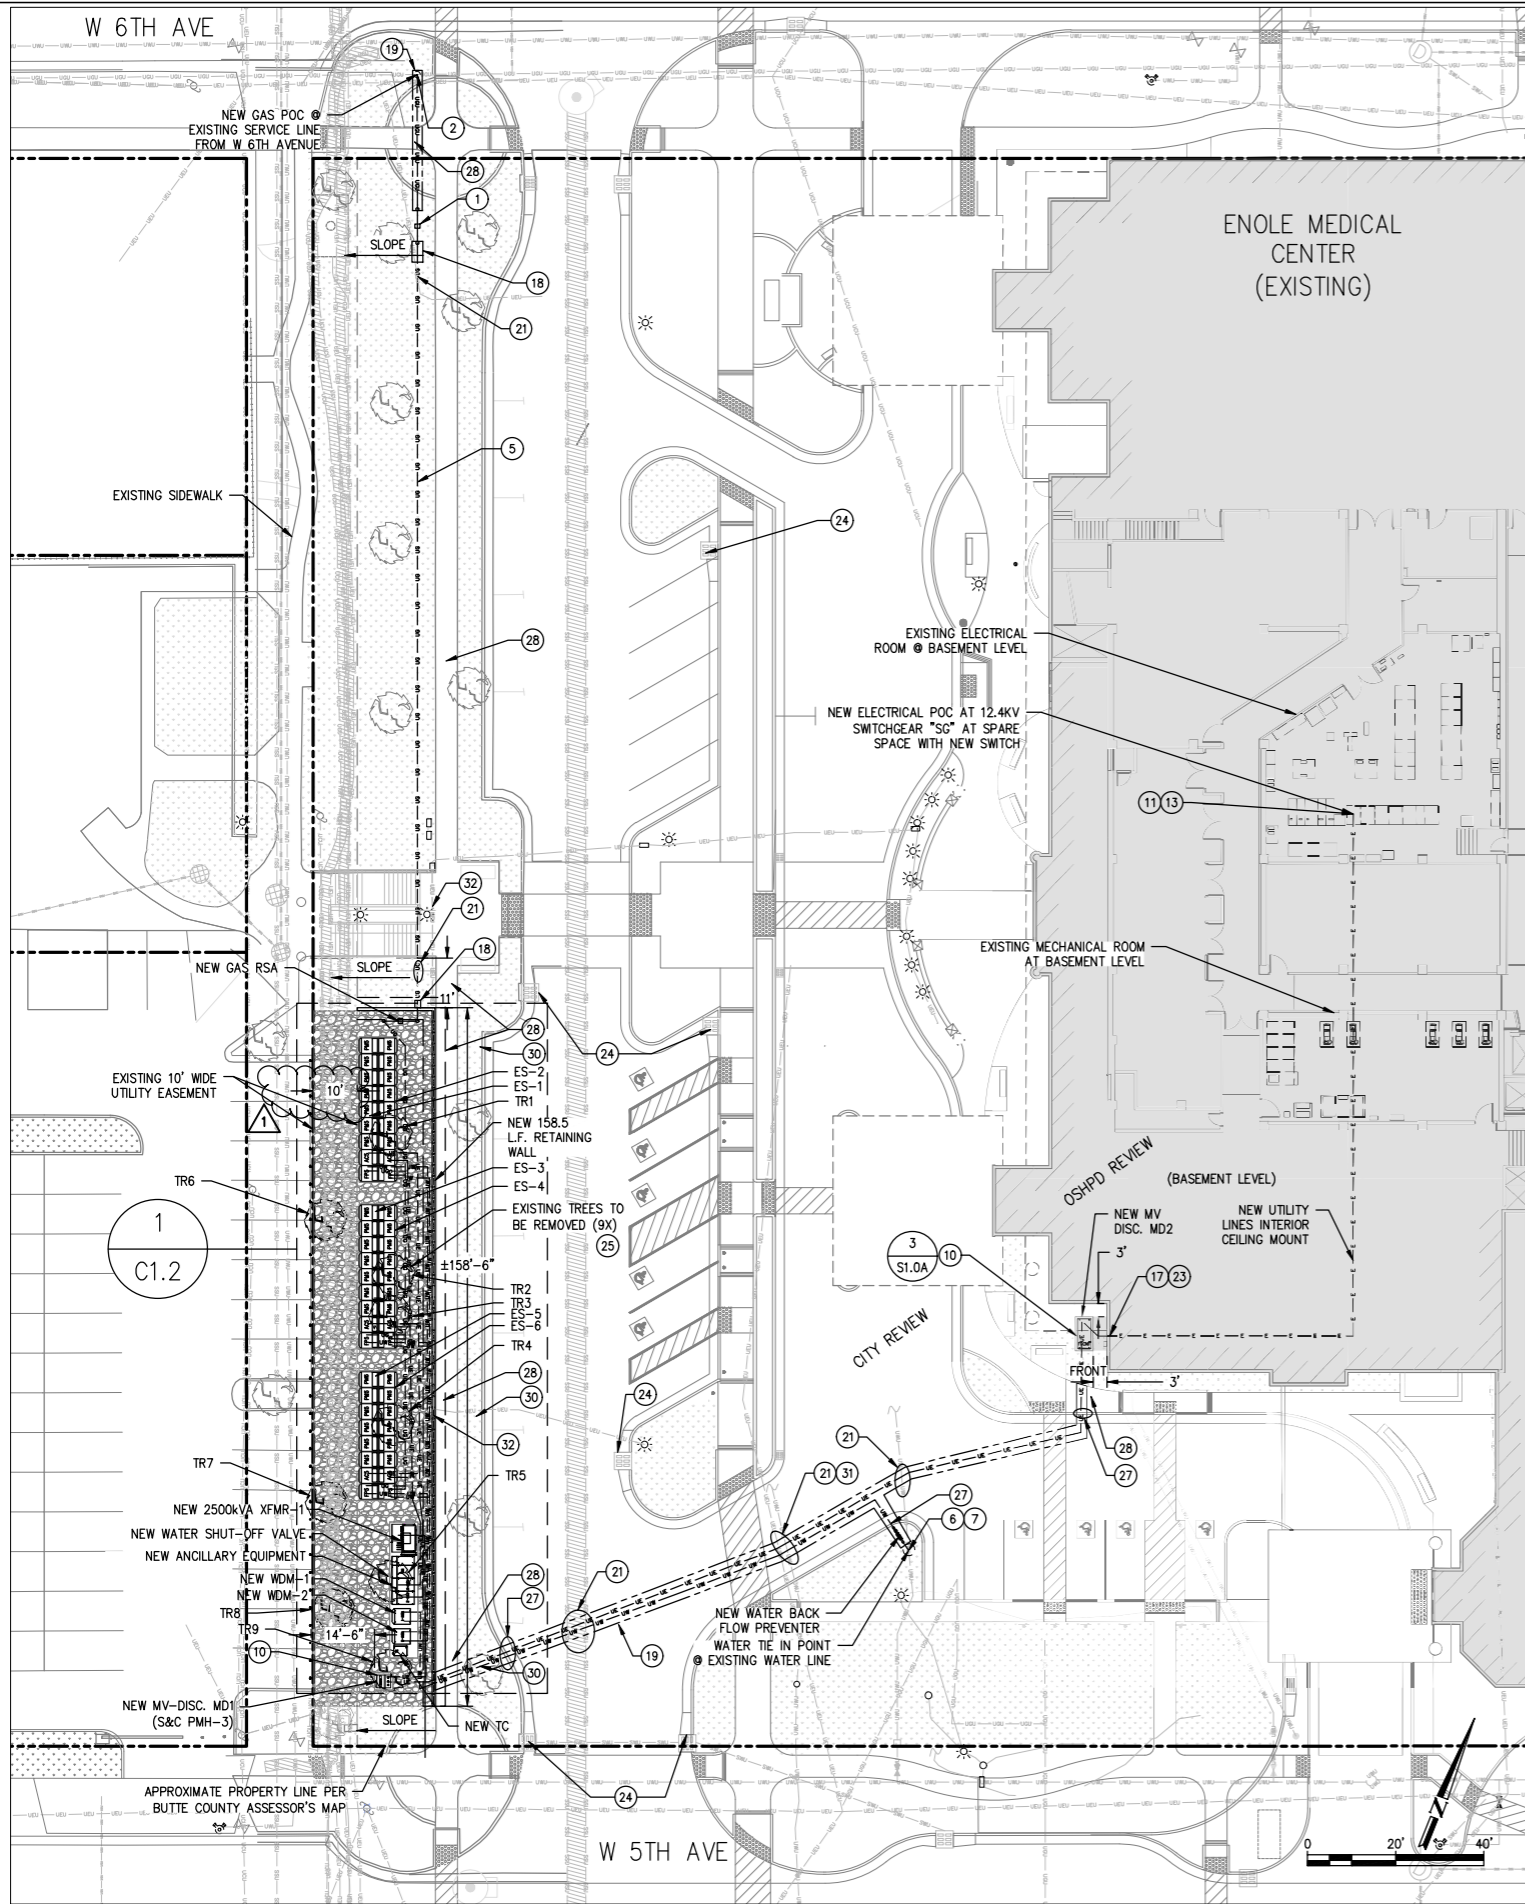 W 6TH AVE
19
NEW GAS POC @
EXISTING SERVICE LINE
FROM W 6TH AVENUE
2
28
1
SLOPE
18
21
ENOLE MEDICAL
CENTER
(EXISTING)
5
EXISTING SIDEWALK
24
28
EXISTING ELECTRICAL
ROOM @ BASEMENT LEVEL
NEW ELECTRICAL POC AT 12.4KV
SWITCHGEAR "SG" AT SPARE
SPACE WITH NEW SWITCH
11 13
32
21
18
NEW GAS RSA
SLOPE
11'
EXISTING MECHANICAL ROOM
AT BASEMENT LEVEL
28
30
24
ES-2
ES-1
TR1
EXISTING 10' WIDE
UTILITY EASEMENT
10'
1
NEW 158.5
L.F. RETAINING
WALL
ES-3
ES-4
TR6
EXISTING TREES TO
BE REMOVED (9X)
25
1
C1.2
±158'-6"
TR2
TR3
ES-5
ES-6
TR4
28
30
24
32
TR5
OSHPD REVIEW
(BASEMENT LEVEL)
NEW MV
DISC. MD2
NEW UTILITY
LINES INTERIOR
CEILING MOUNT
3
S1.0A
10
3'
17 23
CITY REVIEW
FRONT
3'
28
27
21
21 31
27
6 7
TR7
NEW 2500kVA XFMR-1
NEW WATER SHUT-OFF VALVE
NEW ANCILLARY EQUIPMENT
NEW WDM-1
NEW WDM-2
TR8
TR9
14'-6"
10
28
27
21
19
30
NEW WATER BACK
FLOW PREVENTER
WATER TIE IN POINT
@ EXISTING WATER LINE
NEW MV-DISC. MD1
(S&C PMH-3)
SLOPE
NEW TC
24
APPROXIMATE PROPERTY LINE PER
BUTTE COUNTY ASSESSOR'S MAP
W 5TH AVE
N
0 20' 40'